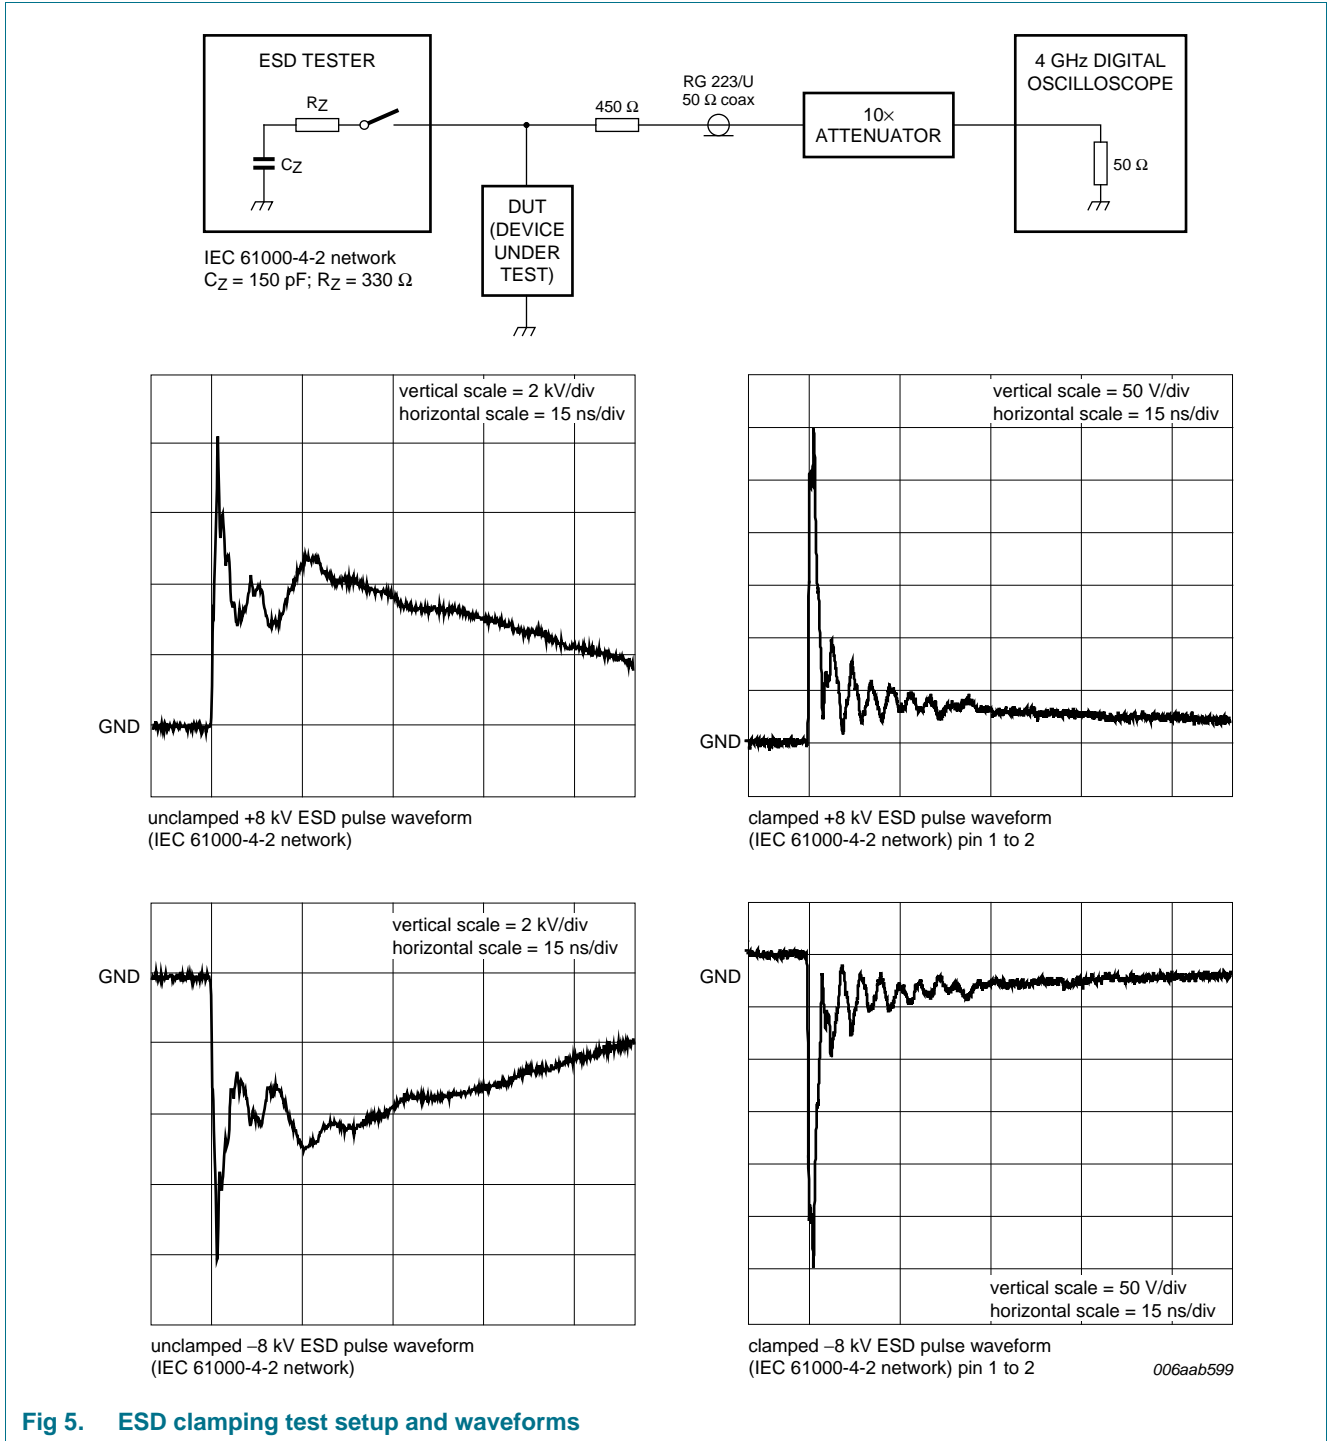 ESD TESTER
RZ
CZ
IEC 61000-4-2 network
CZ = 150 pF; RZ = 330 Ω
DUT
(DEVICE
UNDER
TEST)
450 Ω
RG 223/U
50 Ω coax
10×
ATTENUATOR
4 GHz DIGITAL
OSCILLOSCOPE
50 Ω
vertical scale = 2 kV/div
horizontal scale = 15 ns/div
GND
unclamped +8 kV ESD pulse waveform
(IEC 61000-4-2 network)
vertical scale = 50 V/div
horizontal scale = 15 ns/div
GND
clamped +8 kV ESD pulse waveform
(IEC 61000-4-2 network) pin 1 to 2
vertical scale = 2 kV/div
horizontal scale = 15 ns/div
GND
unclamped −8 kV ESD pulse waveform
(IEC 61000-4-2 network)
GND
vertical scale = 50 V/div
horizontal scale = 15 ns/div
clamped −8 kV ESD pulse waveform
(IEC 61000-4-2 network) pin 1 to 2
006aab599
Fig 5. ESD clamping test setup and waveforms